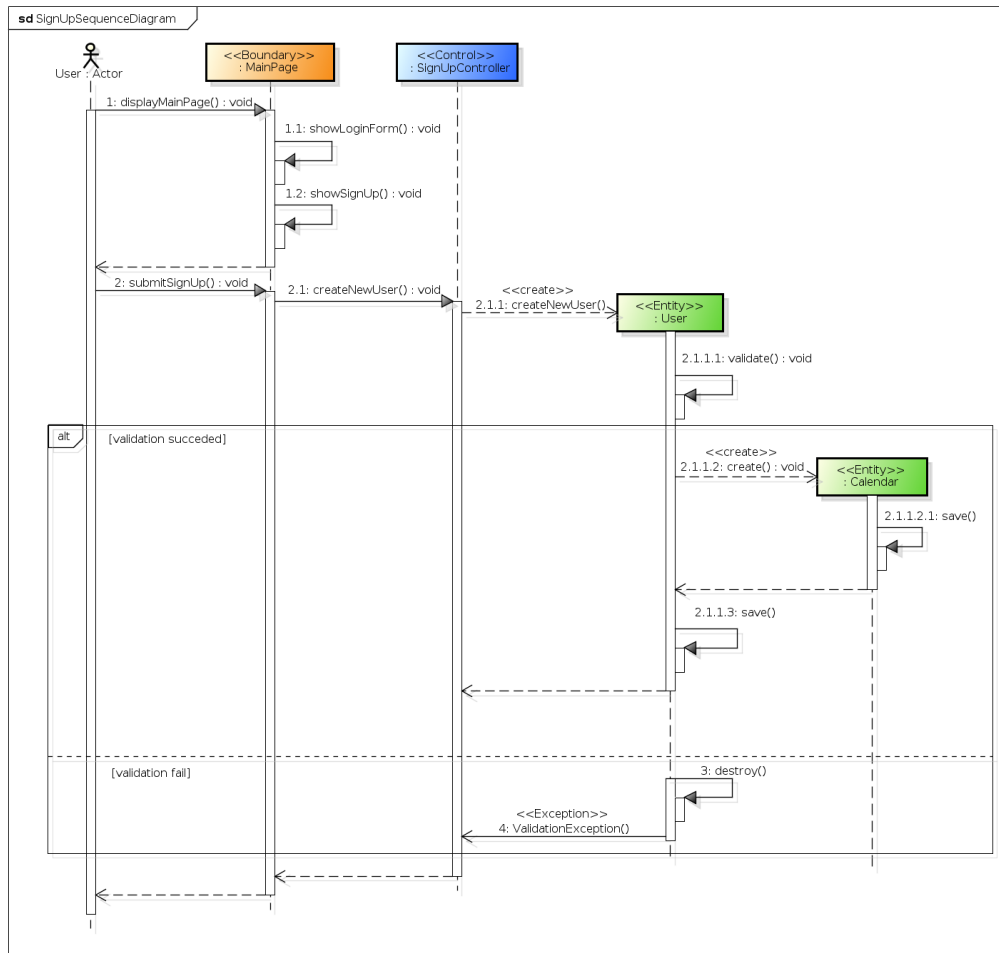 sd SignUpSequenceDiagram
User : Actor
<<Boundary>>
: MainPage
<<Control>>
: SignUpController
1: displayMainPage() : void
1.1: showLoginForm() : void
1.2: showSignUp() : void
2: submitSignUp() : void
2.1: createNewUser() : void
<<create>>
2.1.1: createNewUser()
<<Entity>>
: User
2.1.1.1: validate() : void
alt
[validation succeded]
<<create>>
2.1.1.2: create() : void
<<Entity>>
: Calendar
2.1.1.2.1: save()
2.1.1.3: save()
[validation fail]
3: destroy()
<<Exception>>
4: ValidationException()